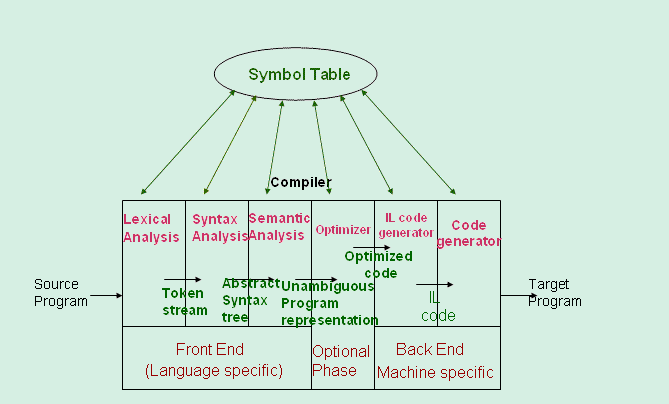 Symbol Table
Compiler
Lexical
Analysis
Syntax
Analysis
Semantic
Analysis
Optimizer
IL code
generator
Code
generator
Optimized
code
Source
Program
Token
stream
Abstract
Syntax
tree
Unambiguous
Program
representation
IL
code
Target
Program
Front End
(Language specific)
Optional
Phase
Back End
Machine specific)